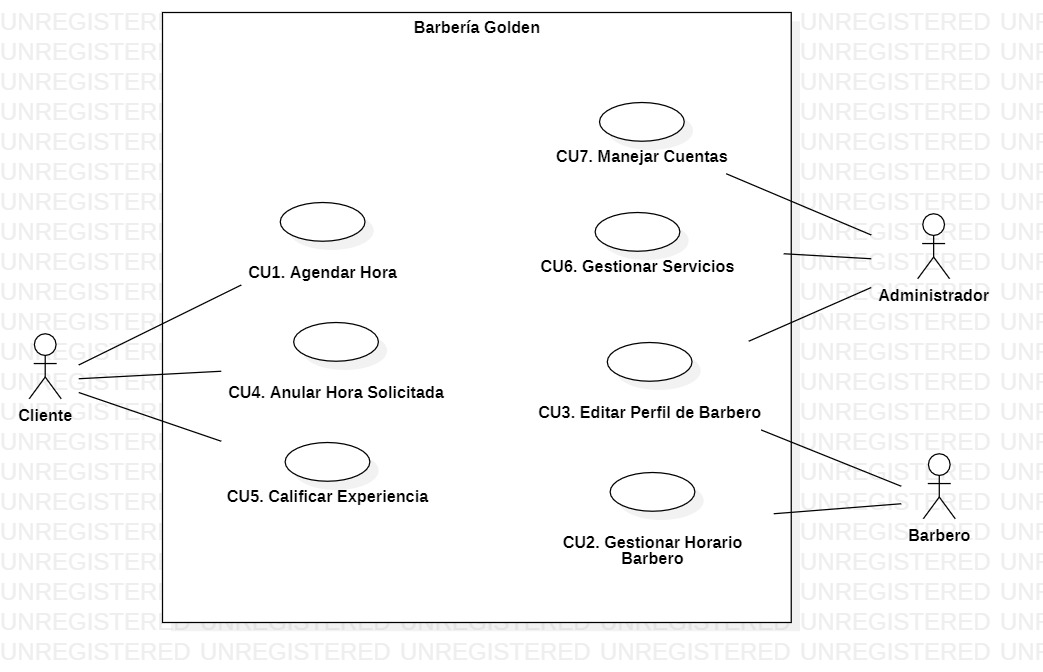 Barbería Golden
CU7. Manejar Cuentas
CU6. Gestionar Servicios
CU1. Agendar Hora
Administrador
CU4. Anular Hora Solicitada
Cliente
CU3. Editar Perfil de Barbero
CU5. Calificar Experiencia
Barbero
CU2. Gestionar Horario
Barbero
UNREGISTERED UNREGISTERED UNREGISTERED UNREGISTERED UNREGISTERED UNR